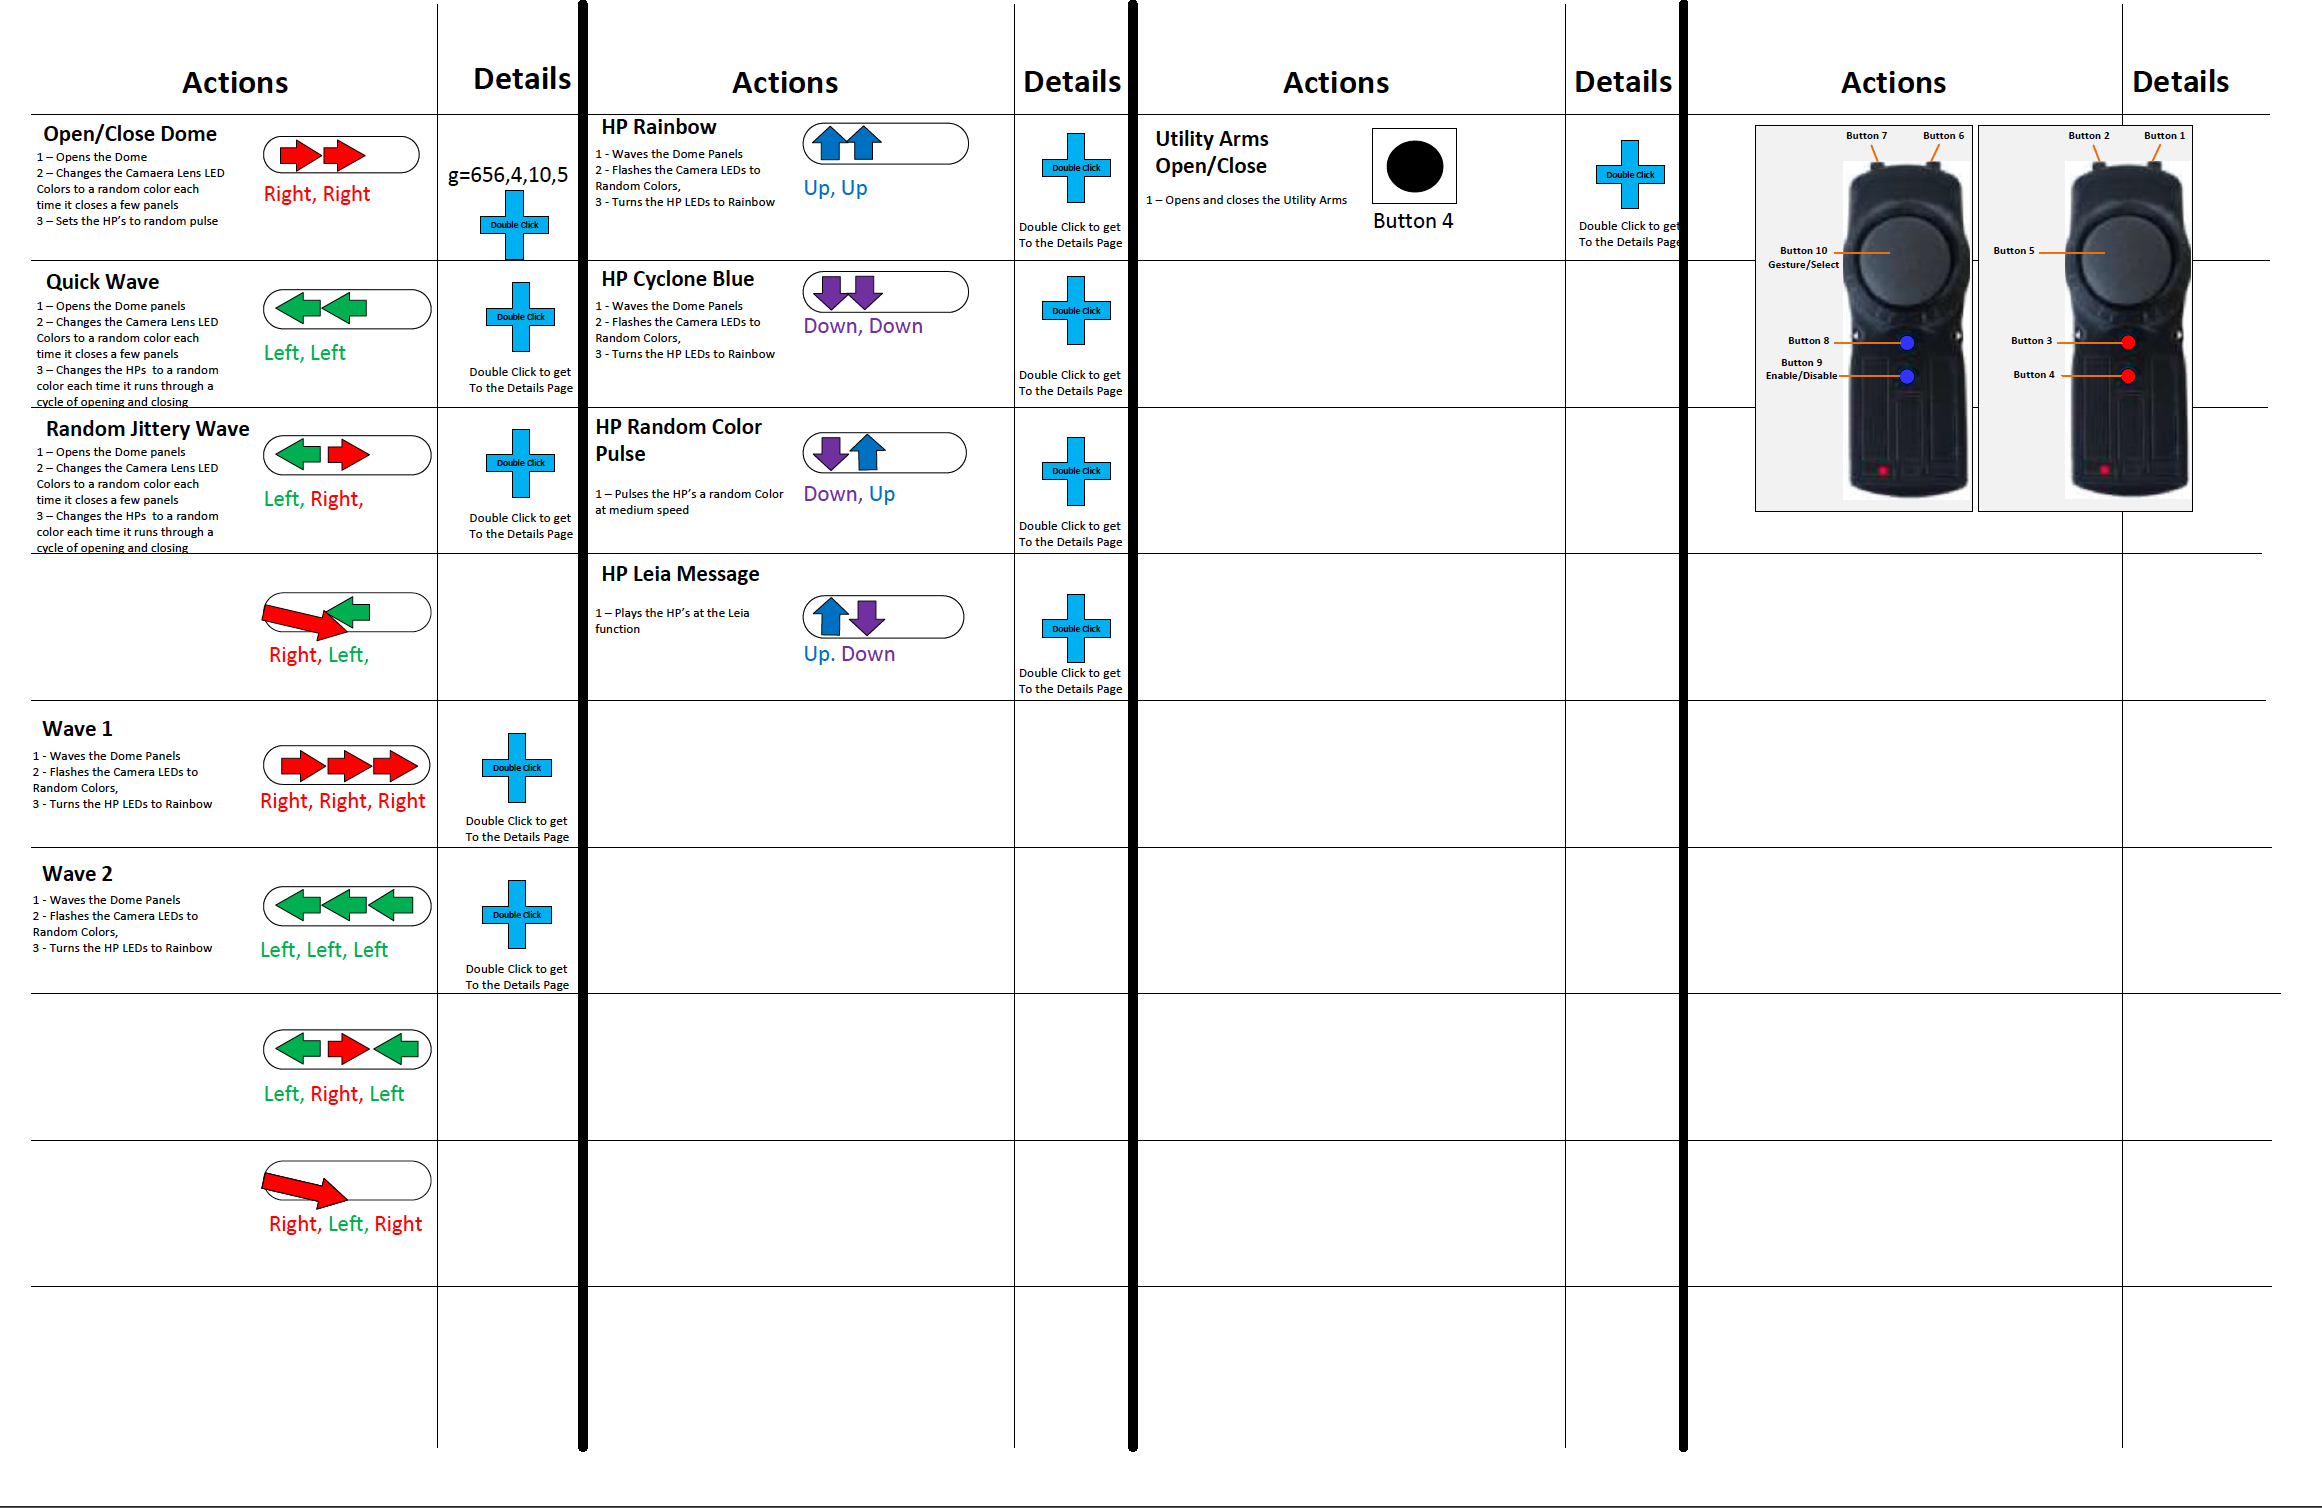 Actions
Details
Actions
Details
Actions
Details
Actions
Details
Open/Close Dome
1 – Opens the Dome
2 – Changes the Camaera Lens LED
Colors to a random color each
time it closes a few panels
3 – Sets the HP's to random pulse
Right, Right
g=656,4,10,5
Double Click
Quick Wave
1 – Opens the Dome panels
2 – Changes the Camera Lens LED
Colors to a random color each
time it closes a few panels
3 – Changes the HPs  to a random
color each time it runs through a
cycle of opening and closing
Left, Left
Double Click
Double Click to get
To the Details Page
Random Jittery Wave
1 – Opens the Dome panels
2 – Changes the Camera Lens LED
Colors to a random color each
time it closes a few panels
3 – Changes the HPs  to a random
color each time it runs through a
cycle of opening and closing
Left, Right,
Double Click
Double Click to get
To the Details Page
Right, Left,
Wave 1
1 - Waves the Dome Panels
2 - Flashes the Camera LEDs to
Random Colors,
3 - Turns the HP LEDs to Rainbow
Right, Right, Right
Double Click
Double Click to get
To the Details Page
Wave 2
1 - Waves the Dome Panels
2 - Flashes the Camera LEDs to
Random Colors,
3 - Turns the HP LEDs to Rainbow
Left, Left, Left
Double Click
Double Click to get
To the Details Page
Left, Right, Left
Right, Left, Right
HP Rainbow
1 - Waves the Dome Panels
2 - Flashes the Camera LEDs to
Random Colors,
3 - Turns the HP LEDs to Rainbow
Up, Up
Double Click
Double Click to get
To the Details Page
HP Cyclone Blue
1 - Waves the Dome Panels
2 - Flashes the Camera LEDs to
Random Colors,
3 - Turns the HP LEDs to Rainbow
Down, Down
Double Click
Double Click to get
To the Details Page
HP Random Color
Pulse
1 – Pulses the HP's a random Color
at medium speed
Down, Up
Double Click
Double Click to get
To the Details Page
HP Leia Message
1 – Plays the HP's at the Leia
function
Up. Down
Double Click
Double Click to get
To the Details Page
Utility Arms
Open/Close
1 – Opens and closes the Utility Arms
Button 4
Double Click
Double Click to get
To the Details Page
Button 7
Button 6
Button 10
Gesture/Select
Button 8
Button 9
Enable/Disable
Button 2
Button 1
Button 5
Button 3
Button 4